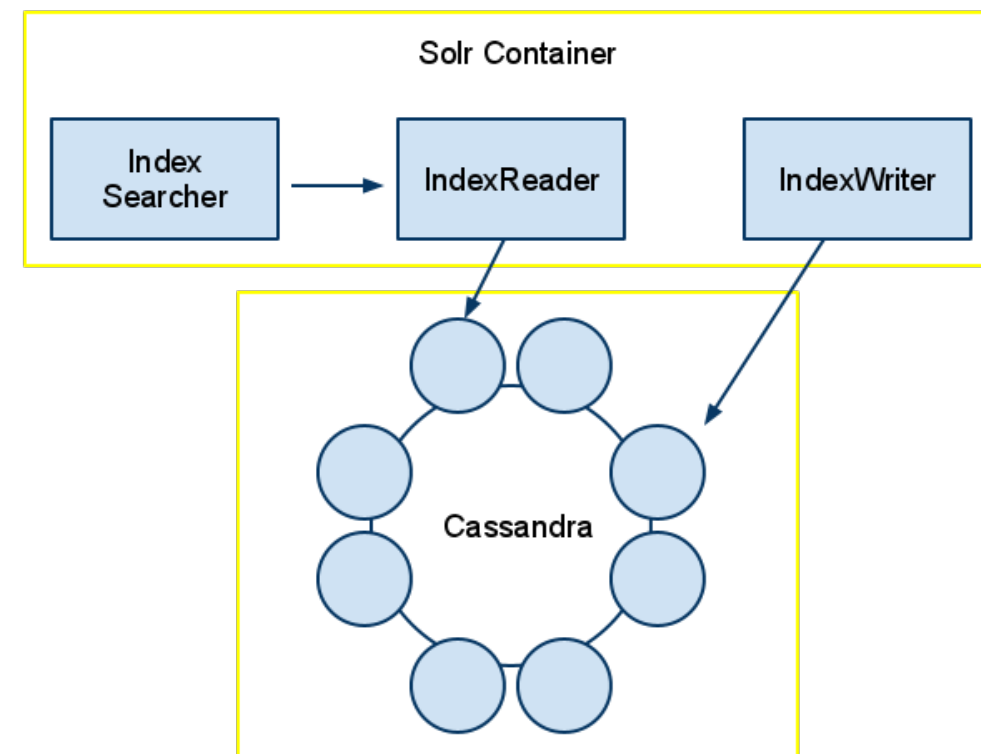 Solr Container
Index
Searcher
IndexReader
IndexWriter
Cassandra